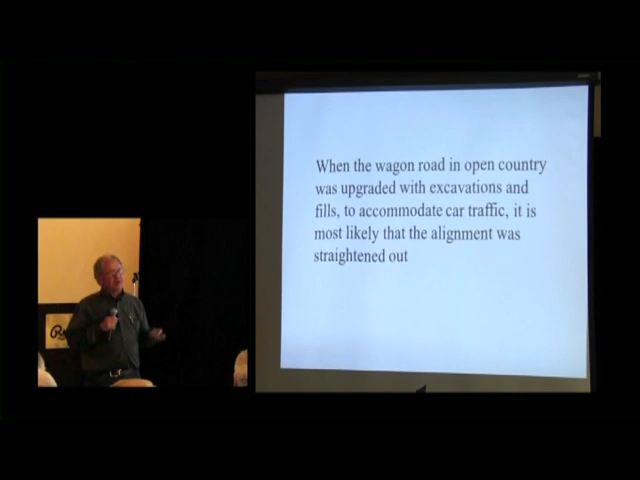 When the wagon road in open country
was upgraded with excavations and
fills, to accommodate car traffic, it is
most likely that the alignment was
straightened out